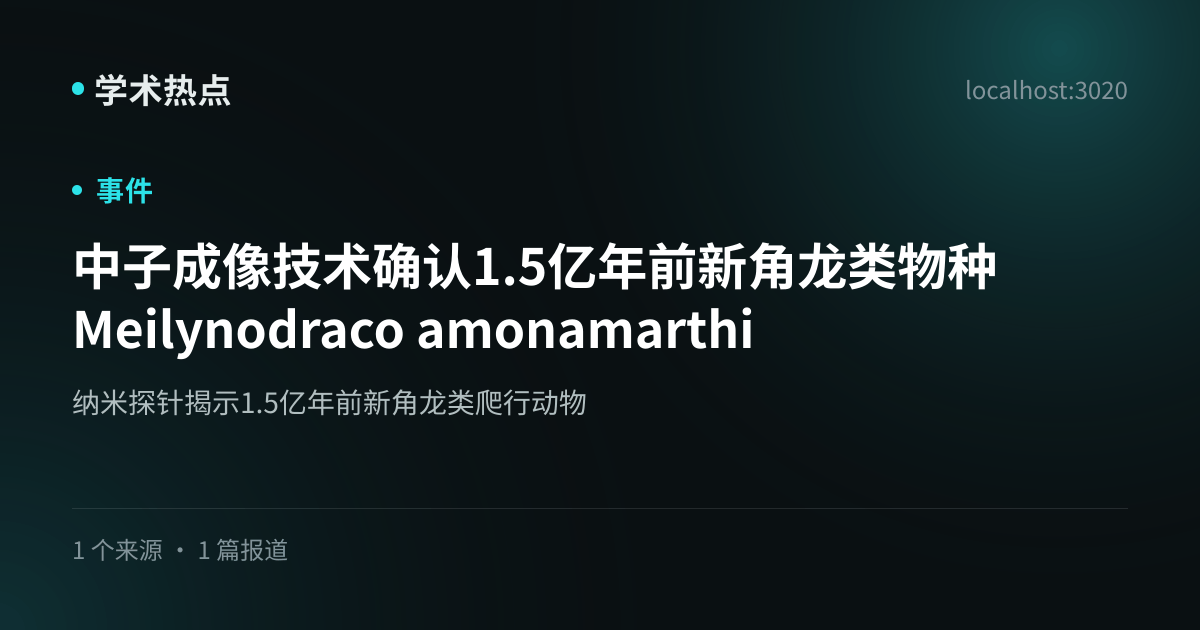 学术热点
localhost:3020
事件
中子成像技术确认1.5亿年前新角龙类物种
Meilynodraco amonamarthi
纳米探针揭示1.5亿年前新角龙类爬行动物
1 个来源 · 1 篇报道